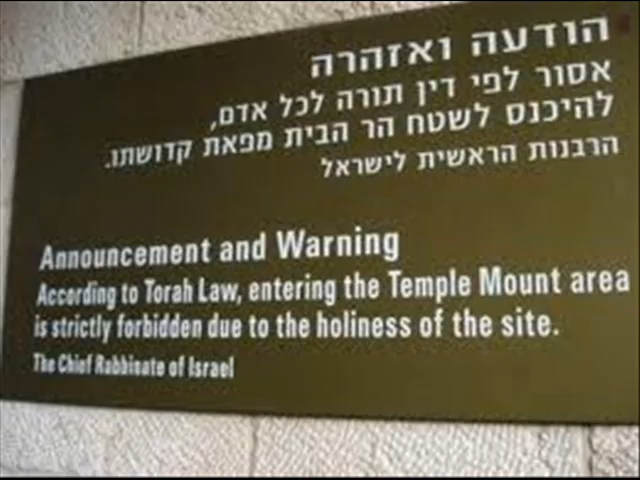 הודעה ואזהרה
אסור לפי דין תורה לכל אדם,
להיכנס לשטח הר הבית מפאת קדושתו.
הרבנות הראשית לישראל
Announcement and Warning
According to Torah Law, entering the Temple Mount area
is strictly forbidden due to the holiness of the site.
The Chief Rabbinate of Israel